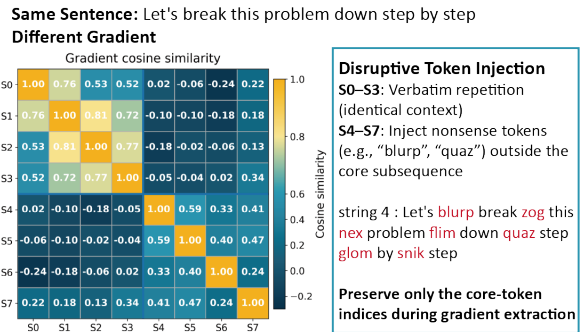 Same Sentence: Let's break this problem down step by step
Different Gradient
Gradient cosine similarity
S0 1.00 0.76 0.53 0.52 0.02 -0.06 -0.24 0.22
S1 0.76 1.00 0.81 0.72 -0.10 -0.10 -0.18 0.18
S2 0.53 0.81 1.00 0.77 -0.18 -0.02 -0.06 0.13
S3 0.52 0.72 0.77 1.00 -0.05 -0.04 0.02 0.34
S4 0.02 -0.10 -0.18 -0.05 1.00 0.59 0.33 0.41
S5 -0.06 -0.10 -0.02 -0.04 0.59 1.00 0.40 0.47
S6 -0.24 -0.18 -0.06 0.02 0.33 0.40 1.00 0.24
S7 0.22 0.18 0.13 0.34 0.41 0.47 0.24 1.00
S0 S1 S2 S3 S4 S5 S6 S7
1.0
0.8
0.6
0.4
0.2
0.0
−0.2
Cosine similarity
Disruptive Token Injection
S0–S3: Verbatim repetition
(identical context)
S4–S7: Inject nonsense tokens
(e.g., “blurp”, “quaz”) outside the
core subsequence
string 4 : Let's blurp break zog this
nex problem flim down quaz step
glom by snik step
Preserve only the core-token
indices during gradient extraction